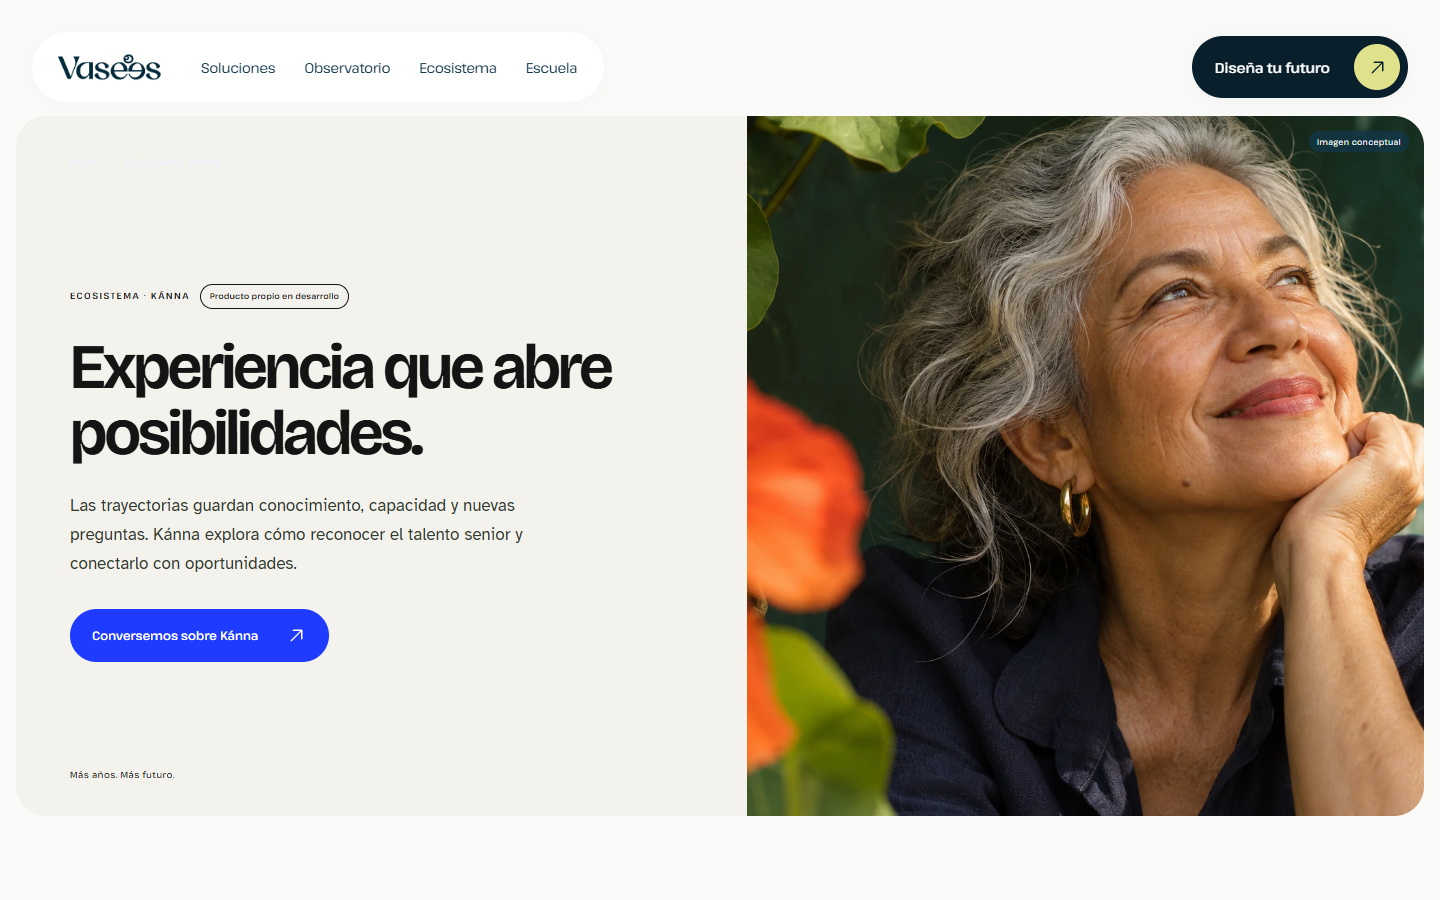 Vasees
Soluciones
Observatorio
Ecosistema
Escuela
Diseña tu futuro
Imagen conceptual
ECOSISTEMA · KÁNNA
Producto propio en desarrollo
Experiencia que abre
posibilidades.
Las trayectorias guardan conocimiento, capacidad y nuevas
preguntas. Kánna explora cómo reconocer el talento senior y
conectarlo con oportunidades.
Conversemos sobre Kánna
Más años. Más futuro.